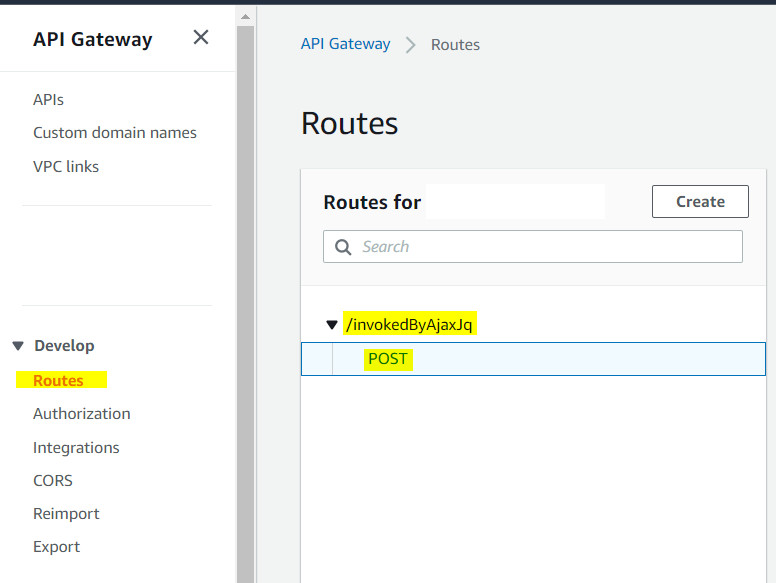 API Gateway
APIs
Custom domain names
VPC links
Develop
Routes
Authorization
Integrations
CORS
Reimport
Export
API Gateway
Routes
Routes
Routes for
Create
Search
/invokedByAjaxJq
POST